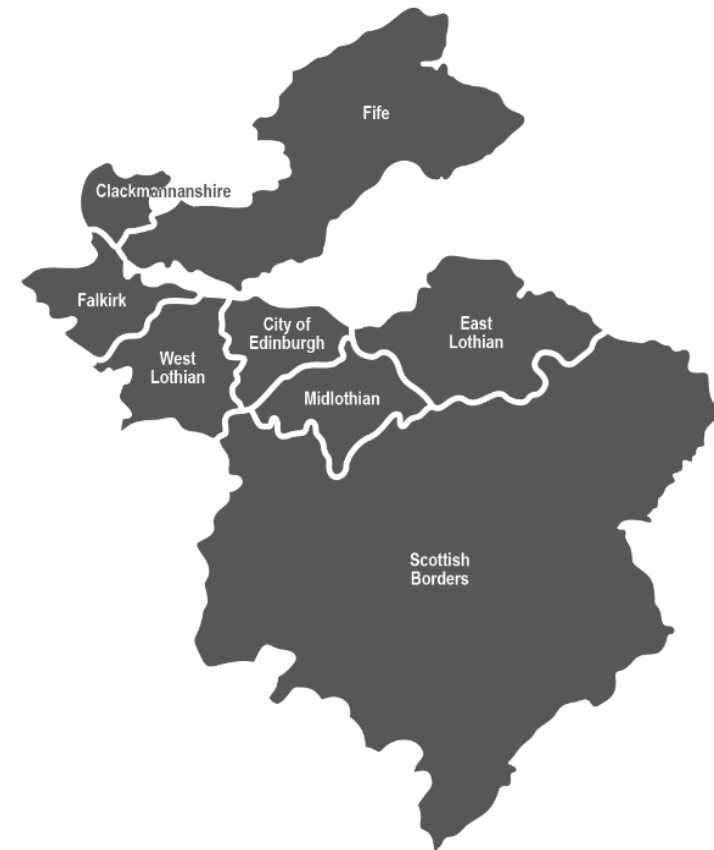 Fife
Clackmannanshire
Falkirk
City of
Edinburgh
East
Lothian
West
Lothian
Midlothian
Scottish
Borders